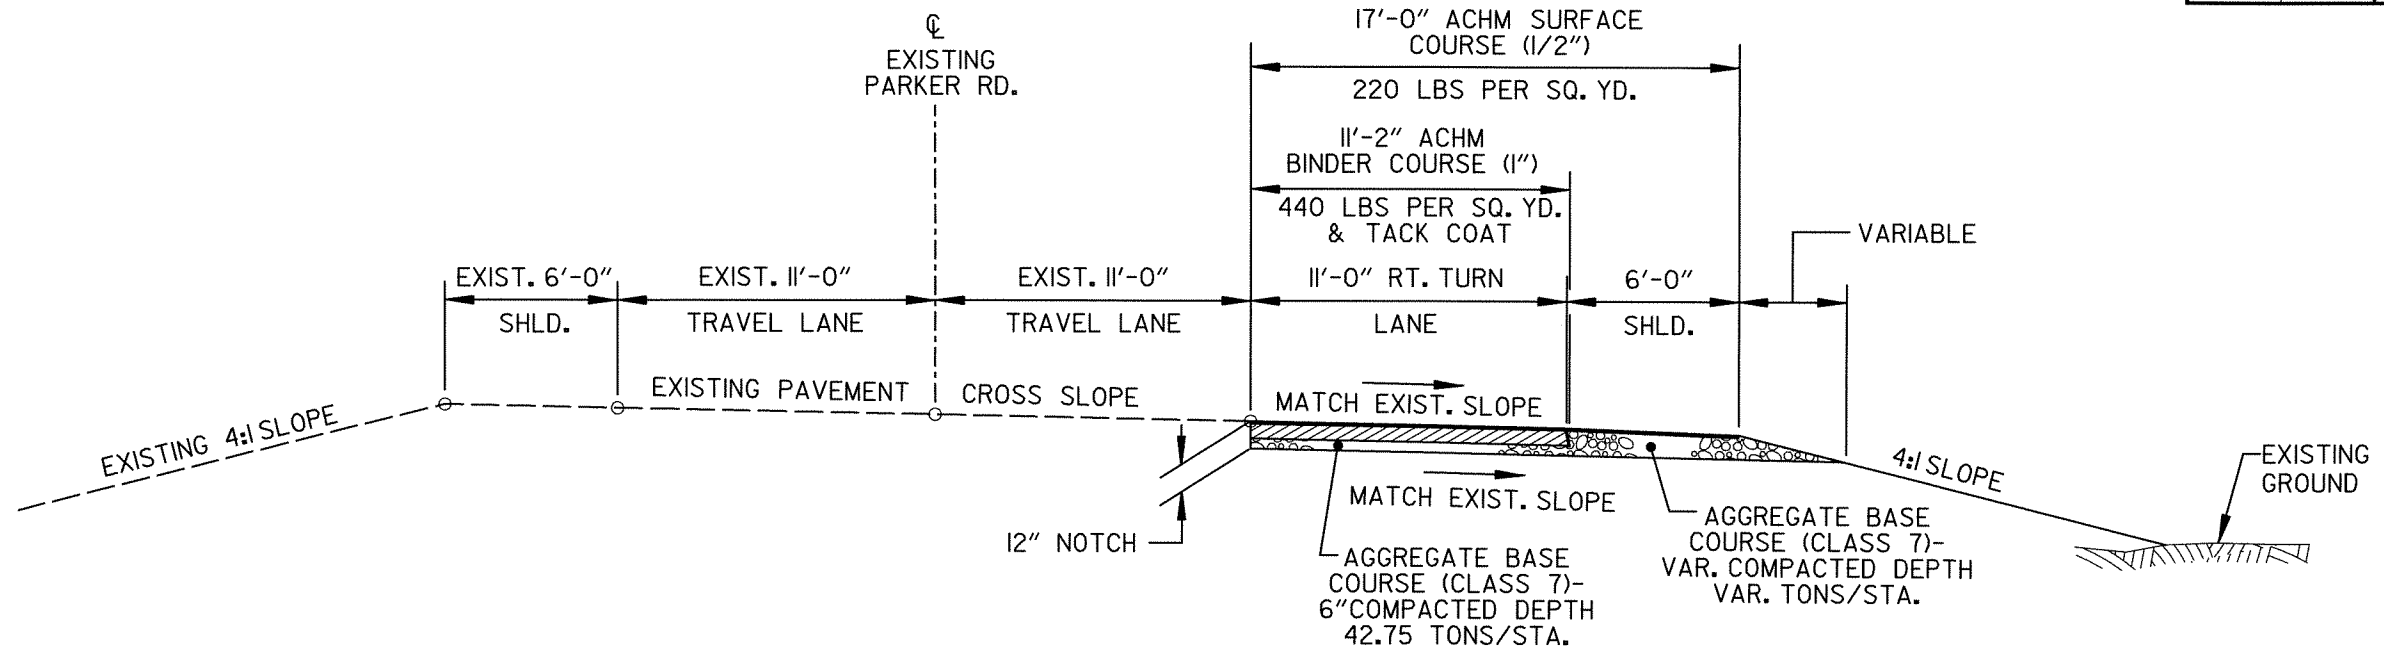 ℄
EXISTING
PARKER RD.
17'-0" ACHM SURFACE
COURSE (1/2")
220 LBS PER SQ. YD.
11'-2" ACHM
BINDER COURSE (1")
440 LBS PER SQ. YD.
& TACK COAT
VARIABLE
EXIST. 6'-0"
SHLD.
EXIST. 11'-0"
TRAVEL LANE
EXIST. 11'-0"
TRAVEL LANE
11'-0" RT. TURN
LANE
6'-0"
SHLD.
EXISTING 4:1 SLOPE
EXISTING PAVEMENT
CROSS SLOPE
MATCH EXIST. SLOPE
MATCH EXIST. SLOPE
4:1 SLOPE
EXISTING
GROUND
12" NOTCH
AGGREGATE BASE
COURSE (CLASS 7)-
6"COMPACTED DEPTH
42.75 TONS/STA.
AGGREGATE BASE
COURSE (CLASS 7)-
VAR. COMPACTED DEPTH
VAR. TONS/STA.